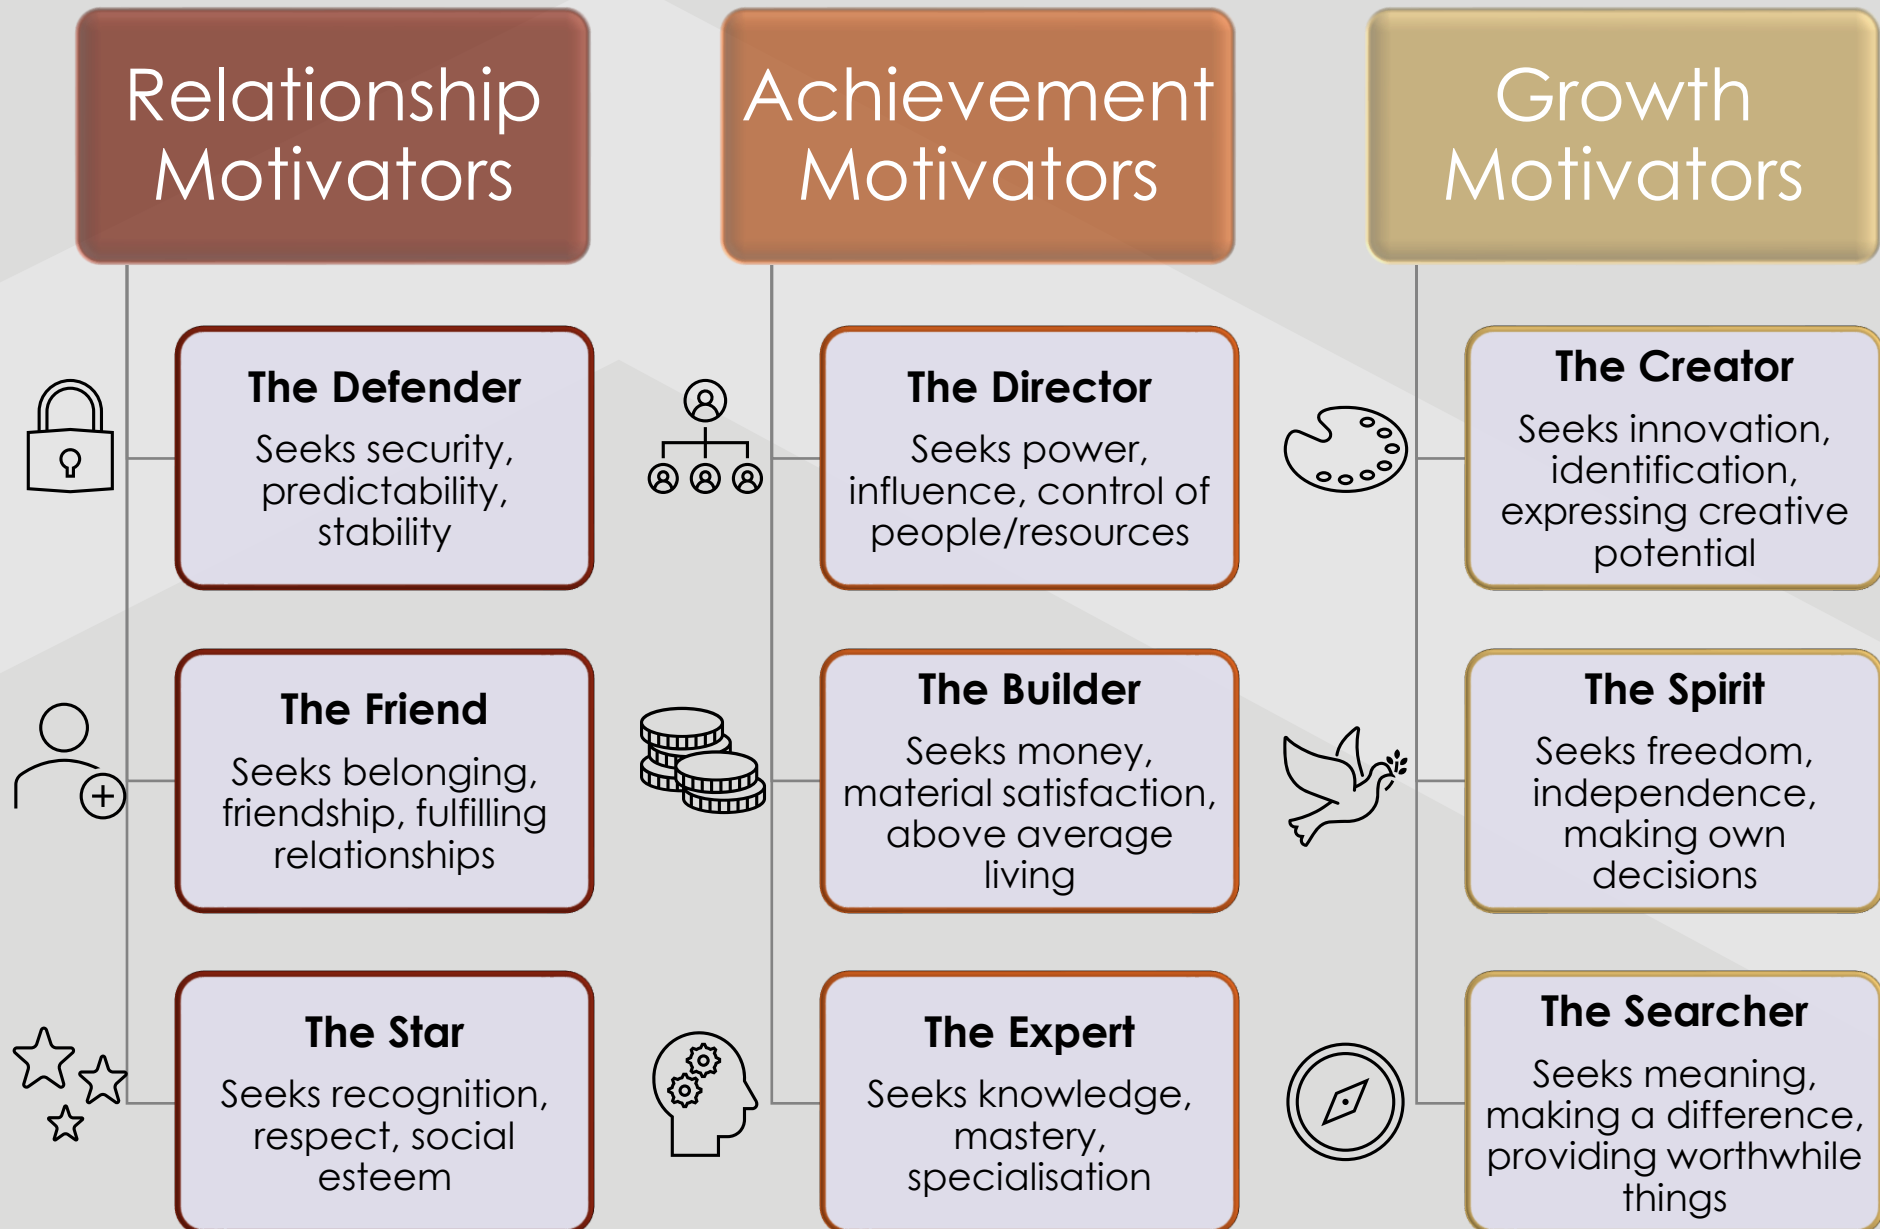 Relationship
Motivators
The Defender
Seeks security,
predictability,
stability
The Friend
Seeks belonging,
friendship, fulfilling
relationships
The Star
Seeks recognition,
respect, social
esteem
Achievement
Motivators
The Director
Seeks power,
influence, control of
people/resources
The Builder
Seeks money,
material satisfaction,
above average
living
The Expert
Seeks knowledge,
mastery,
specialisation
Growth
Motivators
The Creator
Seeks innovation,
identification,
expressing creative
potential
The Spirit
Seeks freedom,
independence,
making own
decisions
The Searcher
Seeks meaning,
making a difference,
providing worthwhile
things